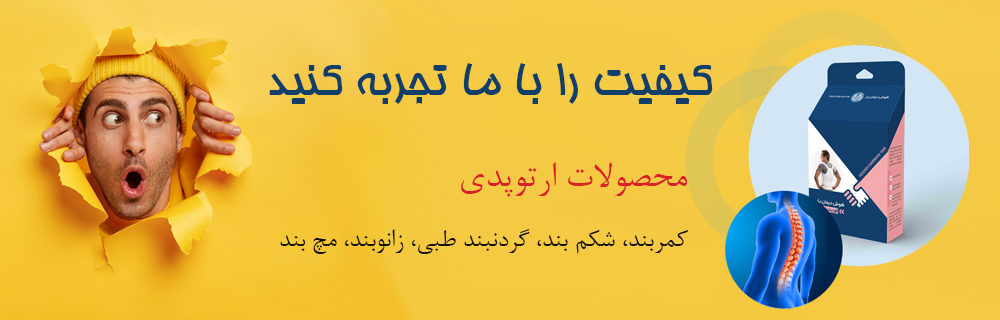 کیفیت را با ما تجربه کنید
محصولات ارتوپدی
کمربند، شکم بند، گردنبند طبی، زانوبند، مچ بند